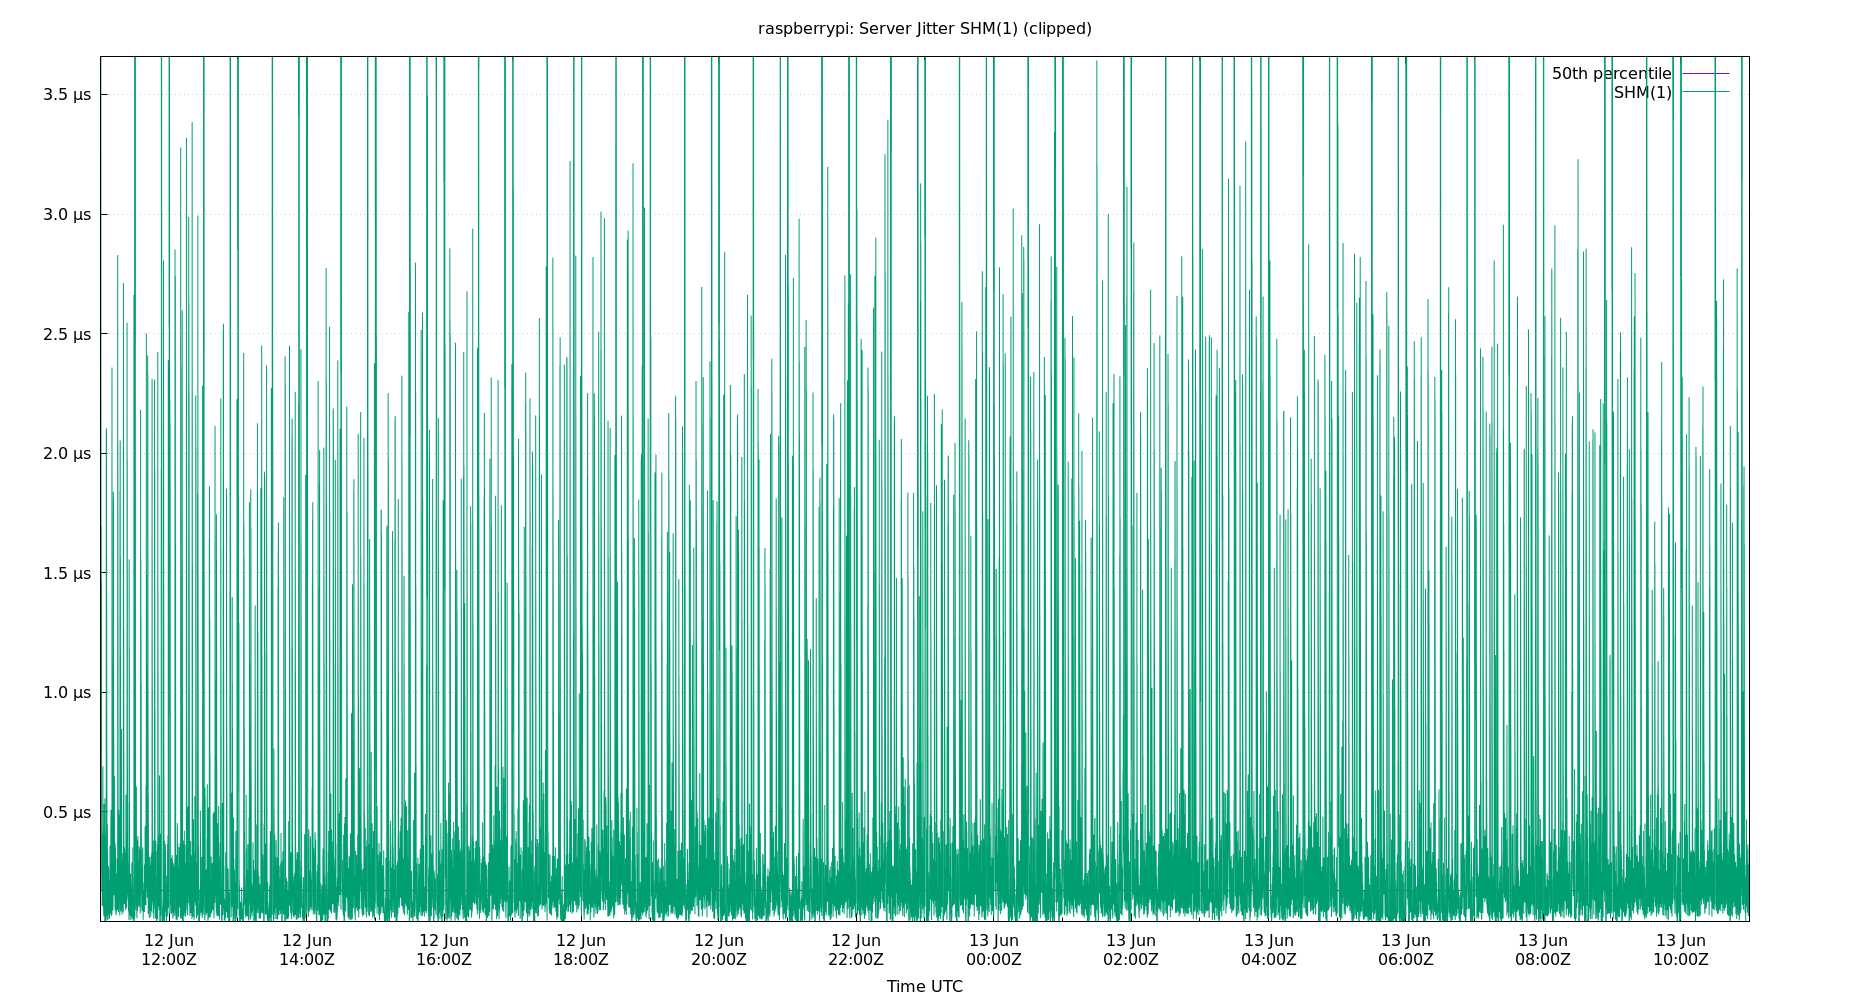 raspberrypi: Server Jitter SHM(1) (clipped)
50th percentile
SHM(1)
3.5 µs
3.0 µs
2.5 µs
2.0 µs
1.5 µs
1.0 µs
0.5 µs
12 Jun 12 Jun 12 Jun 12 Jun 12 Jun 12 Jun 13 Jun 13 Jun 13 Jun 13 Jun 13 Jun 13 Jun
12:00Z 14:00Z 16:00Z 18:00Z 20:00Z 22:00Z 00:00Z 02:00Z 04:00Z 06:00Z 08:00Z 10:00Z
Time UTC